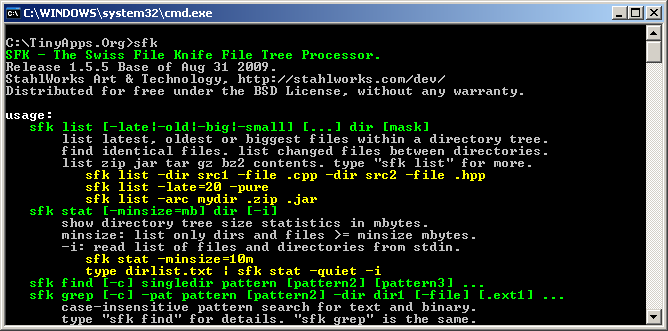 C:\WINDOWS\system32\cmd.exe
C:\TinyApps.Org>sfk
SFK - The Swiss File Knife File Tree Processor.
Release 1.5.5 Base of Aug 31 2009.
StahlWorks Art & Technology, http://stahlworks.com/dev/
Distributed for free under the BSD License, without any warranty.
usage:
sfk list [-late¦-old¦-big¦-small] [...] dir [mask]
list latest, oldest or biggest files within a directory tree.
find identical files. list changed files between directories.
list zip jar tar gz bz2 contents. type "sfk list" for more.
sfk list -dir src1 -file .cpp -dir src2 -file .hpp
sfk list -late=20 -pure
sfk list -arc mydir .zip .jar
sfk stat [-minsize=mb] dir [-i]
show directory tree size statistics in mbytes.
minsize: list only dirs and files >= minsize mbytes.
-i: read list of files and directories from stdin.
sfk stat -minsize=10m
type dirlist.txt ¦ sfk stat -quiet -i
sfk find [-c] singledir pattern [pattern2] [pattern3] ...
sfk grep [-c] -pat pattern [pattern2] -dir dir1 [-file] [.ext1] ...
case-insensitive pattern search for text and binary.
type "sfk find" for details. "sfk grep" is the same.